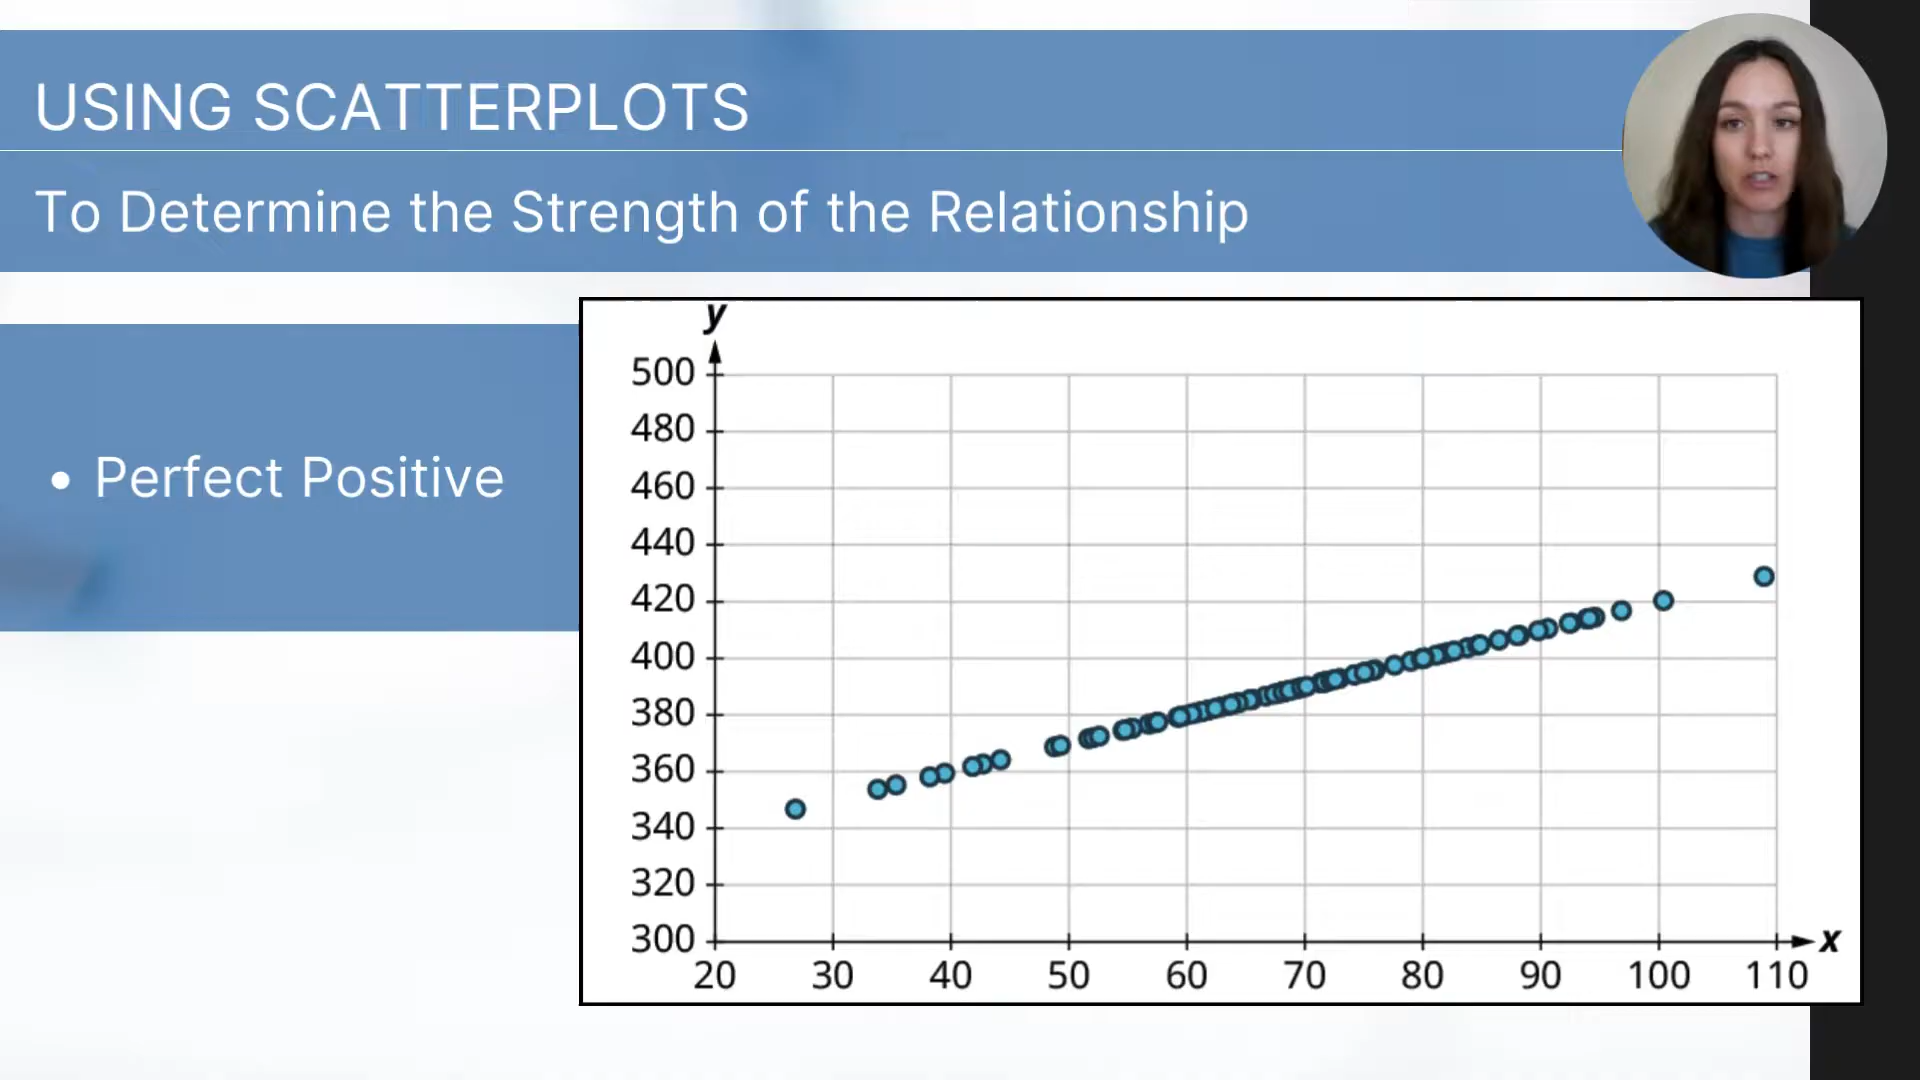 USING SCATTERPLOTS
To Determine the Strength of the Relationship
• Perfect Positive
y
500
480
460
440
420
400
380
360
340
320
300
x
20 30 40 50 60 70 80 90 100 110